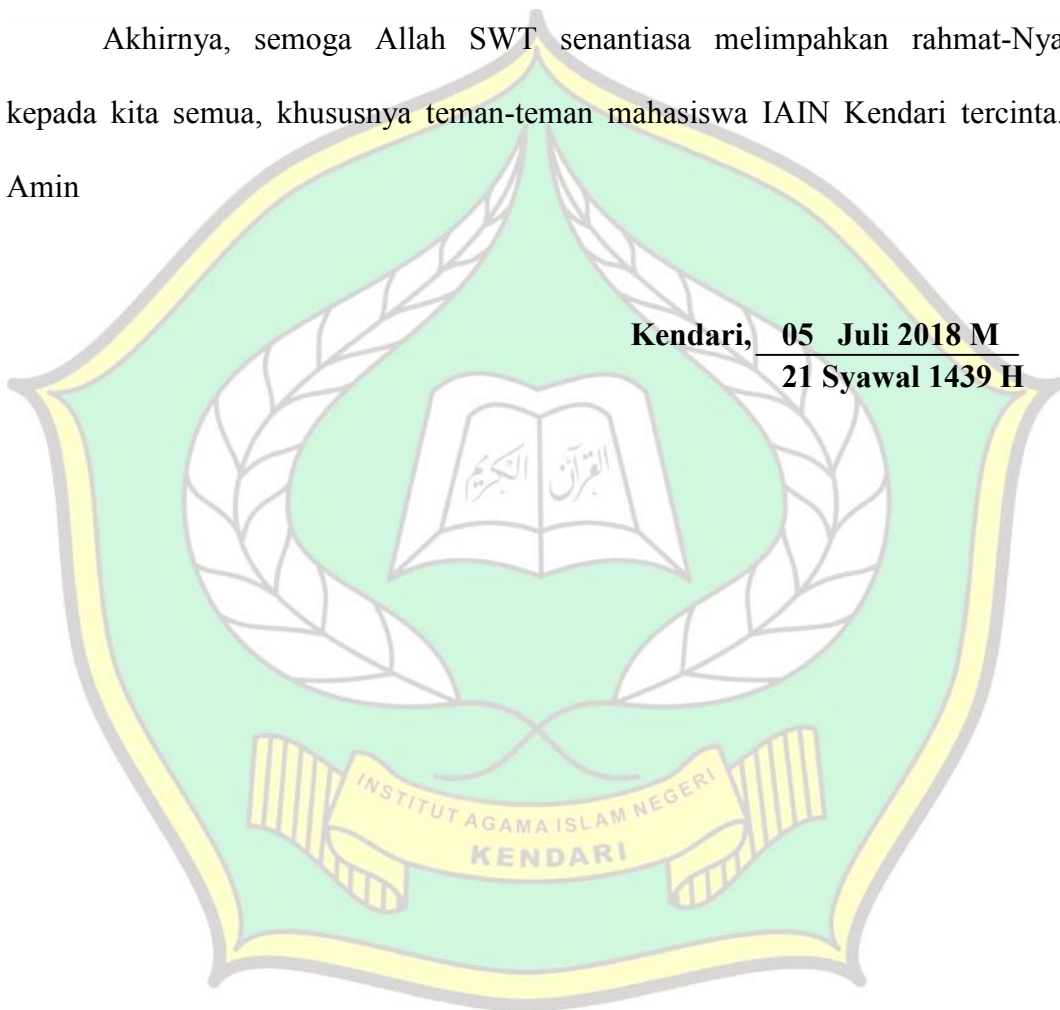 Akhirnya, semoga Allah SWT senantiasa melimpahkan rahmat-Nya
kepada kita semua, khususnya teman-teman mahasiswa IAIN Kendari tercinta.
Amin
Kendari, 05 Juli 2018 M
21 Syawal 1439 H
القرآن الكريم
INSTITUT AGAMA ISLAM NEGERI
KENDARI